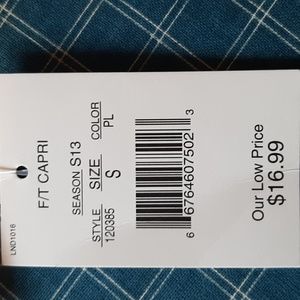 LND1016
F/T CAPRI
SEASON S13
STYLE SIZE COLOR
120385 S PL
6 67646 07502 3
Our Low Price
$16.99